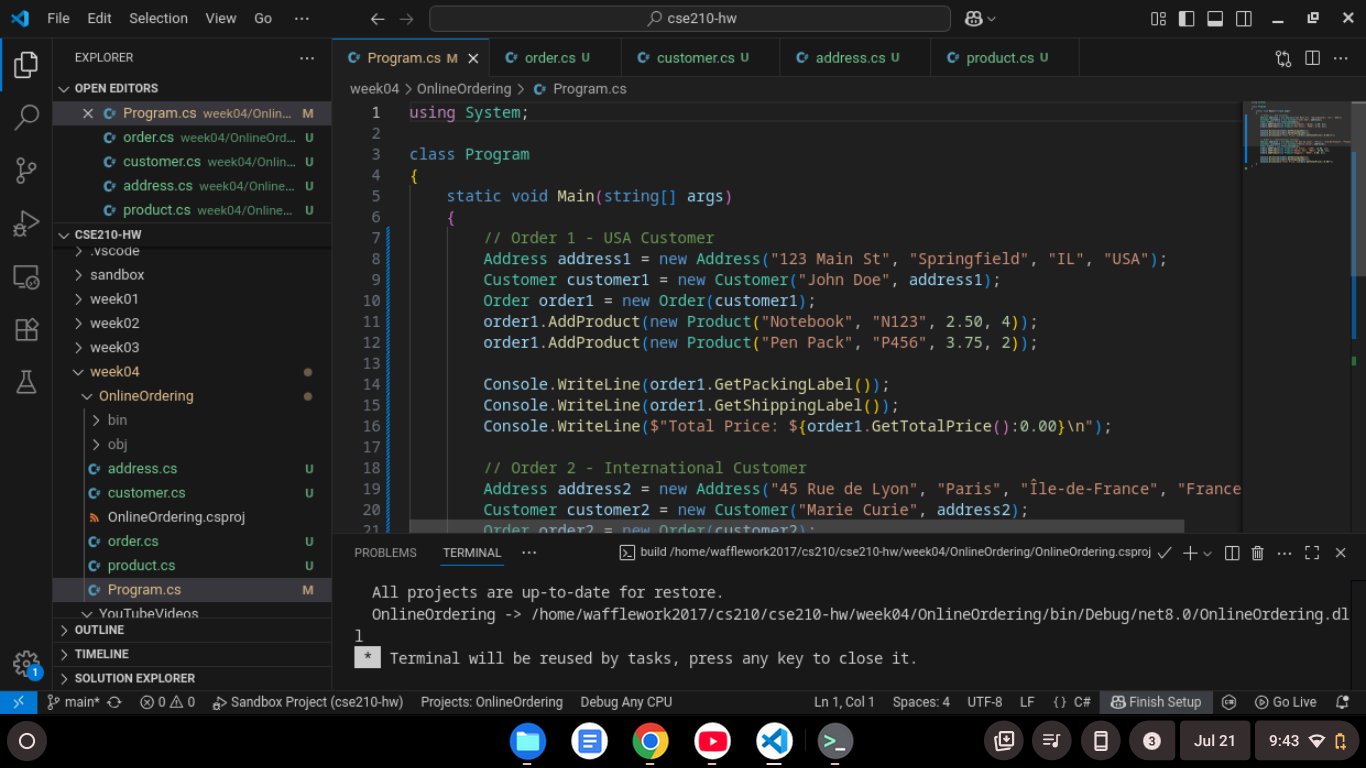 File Edit Selection View Go ··· cse210-hw
EXPLORER ···
OPEN EDITORS
Program.cs week04/Onlin... M
order.cs week04/OnlineOrd... U
customer.cs week04/Onlin... U
address.cs week04/Online... U
product.cs week04/Online... U
CSE210-HW
.vscode
sandbox
week01
week02
week03
week04
OnlineOrdering
bin
obj
address.cs U
customer.cs U
OnlineOrdering.csproj
order.cs U
product.cs U
Program.cs M
YouTubeVideos
OUTLINE
TIMELINE
SOLUTION EXPLORER
Program.cs M order.cs U customer.cs U address.cs U product.cs U
week04 > OnlineOrdering > Program.cs
1 using System;
2
3 class Program
4 {
5 static void Main(string[] args)
6 {
7 // Order 1 - USA Customer
8 Address address1 = new Address("123 Main St", "Springfield", "IL", "USA");
9 Customer customer1 = new Customer("John Doe", address1);
10 Order order1 = new Order(customer1);
11 order1.AddProduct(new Product("Notebook", "N123", 2.50, 4));
12 order1.AddProduct(new Product("Pen Pack", "P456", 3.75, 2));
13
14 Console.WriteLine(order1.GetPackingLabel());
15 Console.WriteLine(order1.GetShippingLabel());
16 Console.WriteLine($"Total Price: ${order1.GetTotalPrice():0.00}\n");
17
18 // Order 2 - International Customer
19 Address address2 = new Address("45 Rue de Lyon", "Paris", "Île-de-France", "France
20 Customer customer2 = new Customer("Marie Curie", address2);
21 Order order2 = new Order(customer2);
PROBLEMS TERMINAL ··· build /home/wafflework2017/cs210/cse210-hw/week04/OnlineOrdering/OnlineOrdering.csproj
All projects are up-to-date for restore.
OnlineOrdering -> /home/wafflework2017/cs210/cse210-hw/week04/OnlineOrdering/bin/Debug/net8.0/OnlineOrdering.dl
l
* Terminal will be reused by tasks, press any key to close it.
1
main* 0 0 Sandbox Project (cse210-hw) Projects: OnlineOrdering Debug Any CPU Ln 1, Col 1 Spaces: 4 UTF-8 LF {} C# Finish Setup Go Live
3 Jul 21 9:43